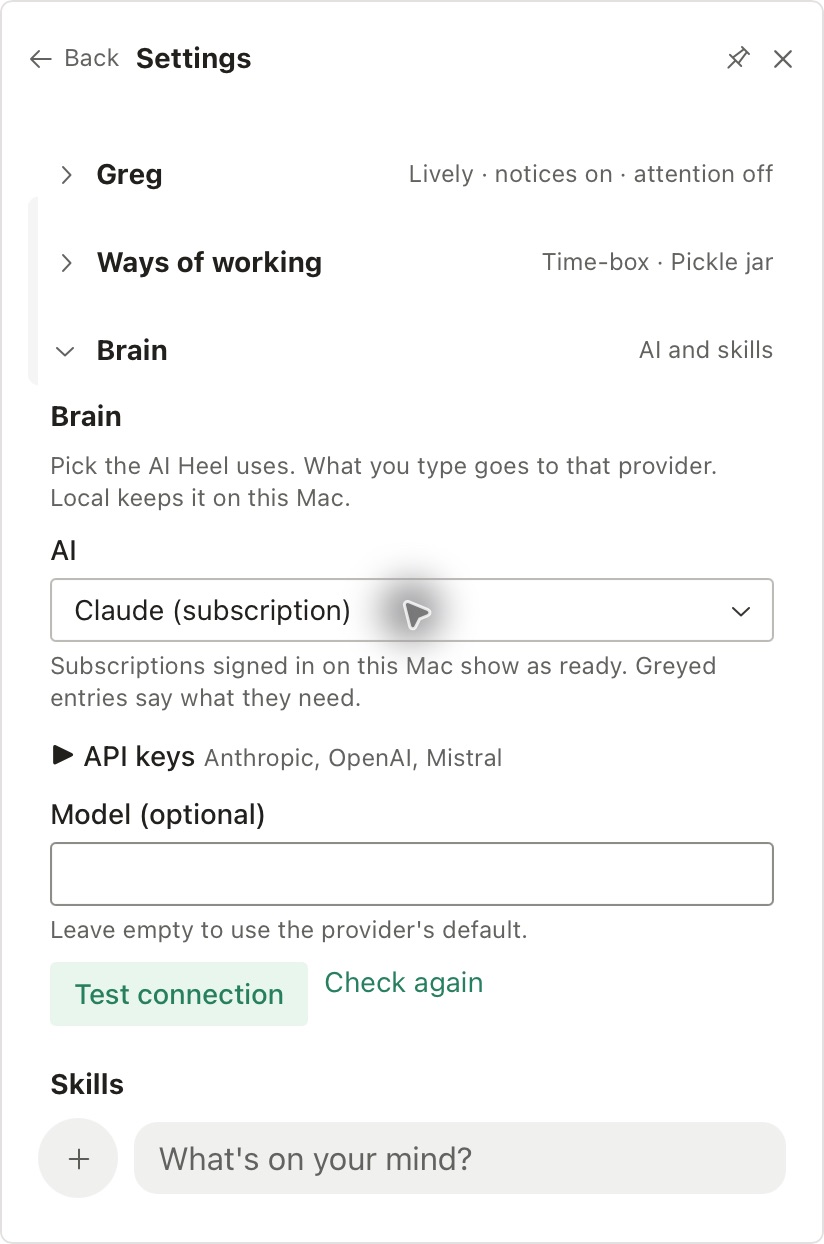 Back Settings
Greg Lively · notices on · attention off
Ways of working Time-box · Pickle jar
Brain AI and skills
Brain
Pick the AI Heel uses. What you type goes to that provider.
Local keeps it on this Mac.
AI
Claude (subscription)
Subscriptions signed in on this Mac show as ready. Greyed
entries say what they need.
API keys Anthropic, OpenAI, Mistral
Model (optional)
Leave empty to use the provider's default.
Test connection Check again
Skills
What's on your mind?